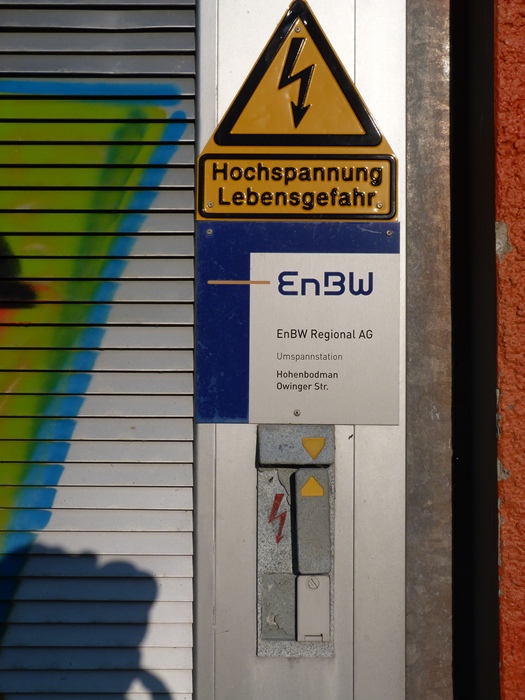 Hochspannung
Lebensgefahr
EnBW
EnBW Regional AG
Umspannstation
Hohenbodman
Owinger Str.